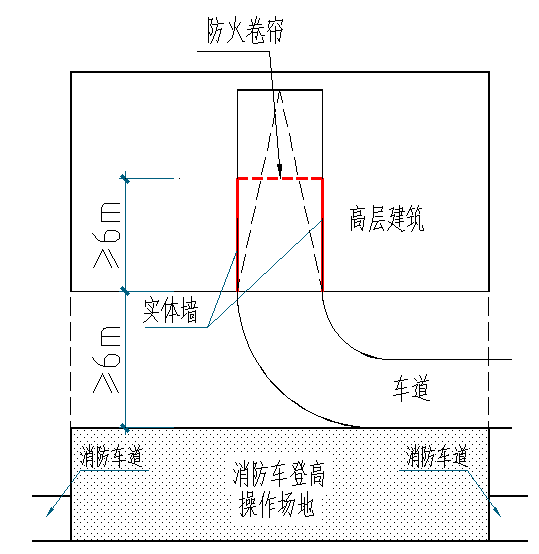 防火卷帘
≥6m
高层建筑
实体墙
≥6m
车道
消防车道
消防车登高
操作场地
消防车道